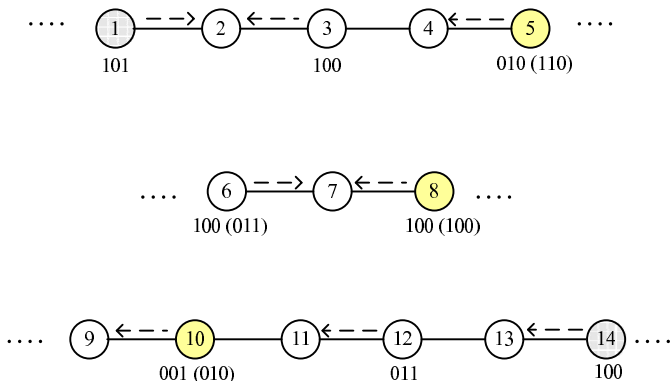 .... 1 2 3 4 5 ....
101 100 010 (110)
.... 6 7 8 ....
100 (011) 100 (100)
.... 9 10 11 12 13 14 ....
001 (010) 011 100